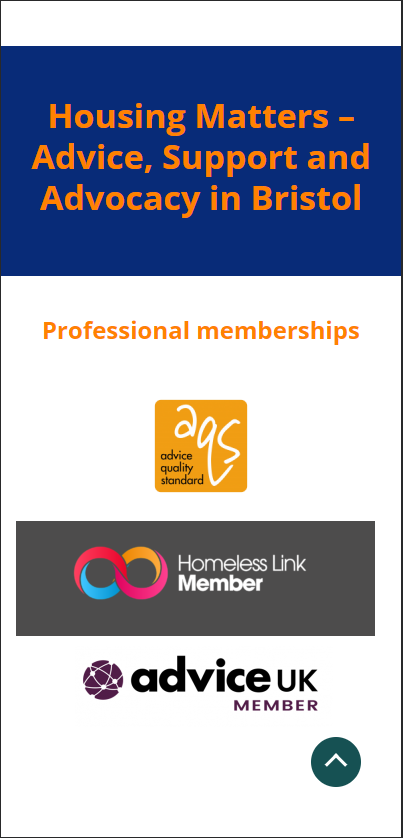 Housing Matters –
Advice, Support and
Advocacy in Bristol
Professional memberships
aqs
advice
quality
standard
Homeless Link
Member
advice UK
MEMBER